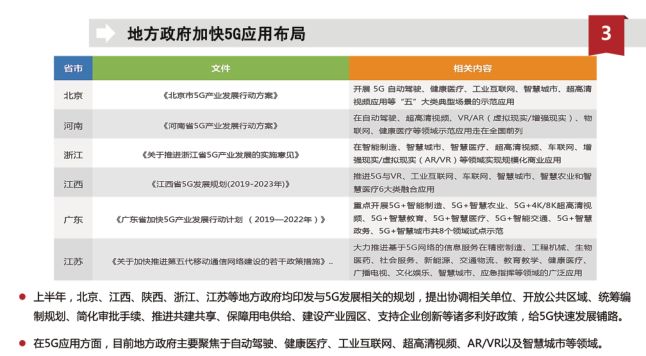 地方政府加快5G应用布局
3
省市
文件
相关内容
北京
《北京市5G产业发展行动方案》
开展 5G 自动驾驶、健康医疗、工业互联网、智慧城市、超高清
视频应用等“五”大类典型场景的示范应用
河南
《河南省5G产业发展行动方案》
在自动驾驶、超高清视频、VR/AR（虚拟现实/增强现实）、物
联网、健康医疗等领域示范应用走在全国前列
浙江
《关于推进浙江省5G产业发展的实施意见》
在智能制造、智慧城市、智慧医疗、超高清视频、车联网、增
强现实/虚拟现实（AR/VR）等领域实现规模化商业应用
江西
《江西省5G发展规划(2019-2023年)》
推进5G与VR、工业互联网、车联网、智慧城市、智慧农业和智
慧医疗6大类融合应用
广东
《广东省加快5G产业发展行动计划 （2019—2022年）》
重点开展5G+智能制造、5G+智慧农业、5G+4K/8K超高清视
频、5G+智慧教育、5G+智慧医疗、5G+智能交通、5G+智慧
政务、5G+智慧城市共8个领域试点示范
江苏
《关于加快推进第五代移动通信网络建设的若干政策措施》..
大力推进基于5G网络的信息服务在精密制造、工程机械、生物
医药、社会服务、新能源、交通物流、教育教学、健康医疗、
广播电视、文化娱乐、智慧城市、应急指挥等领域的广泛应用
● 上半年，北京、江西、陕西、浙江、江苏等地方政府均印发与5G发展相关的规划，提出协调相关单位、开放公共区域、统筹编
制规划、简化审批手续、推进共建共享、保障用电供给、建设产业园区、支持企业创新等诸多利好政策，给5G快速发展铺路。
● 在5G应用方面，目前地方政府主要聚焦于自动驾驶、健康医疗、工业互联网、超高清视频、AR/VR以及智慧城市等领域。